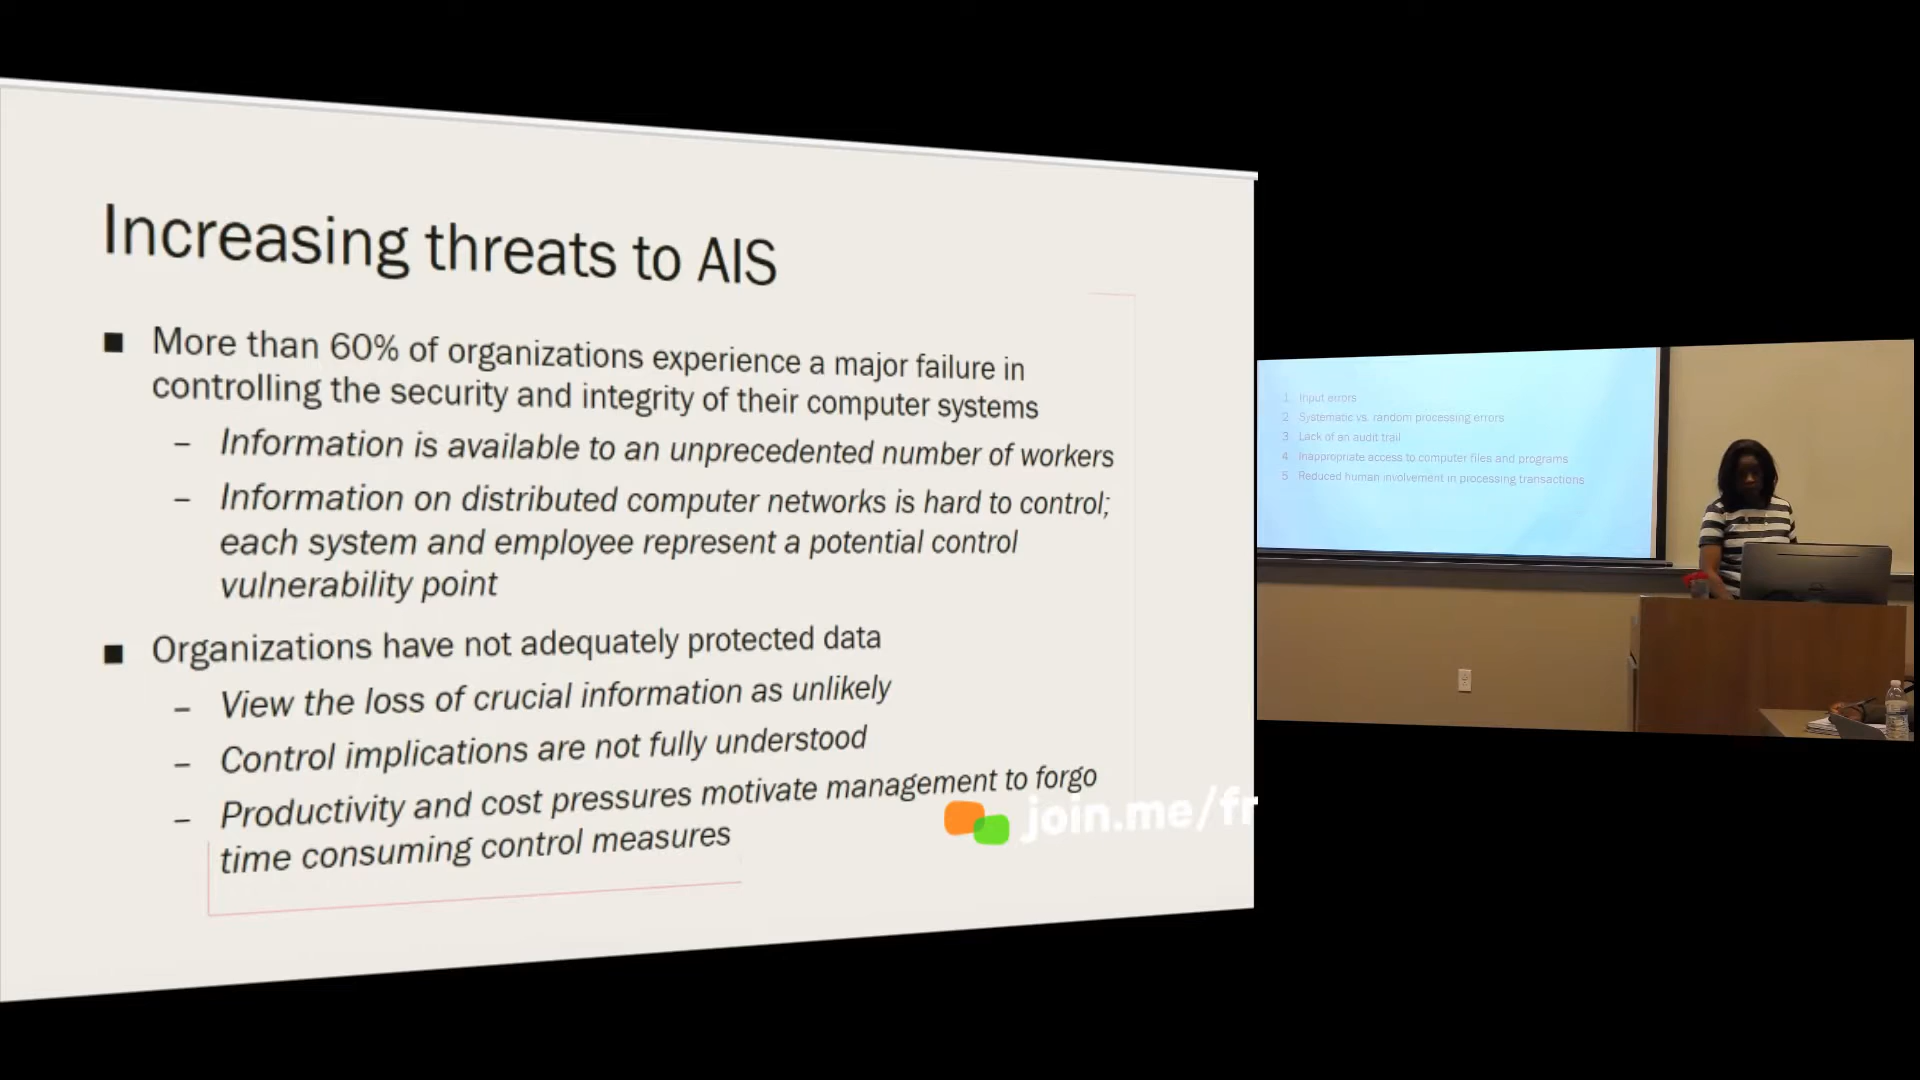 Increasing threats to AIS
■ More than 60% of organizations experience a major failure in
controlling the security and integrity of their computer systems
– Information is available to an unprecedented number of workers
– Information on distributed computer networks is hard to control;
each system and employee represent a potential control
vulnerability point
■ Organizations have not adequately protected data
– View the loss of crucial information as unlikely
– Control implications are not fully understood
– Productivity and cost pressures motivate management to forgo
time consuming control measures
join.me/fr
1 Input errors
2 Systematic vs. random processing errors
3 Lack of an audit trail
4 Inappropriate access to computer files and programs
5 Reduced human involvement in processing transactions